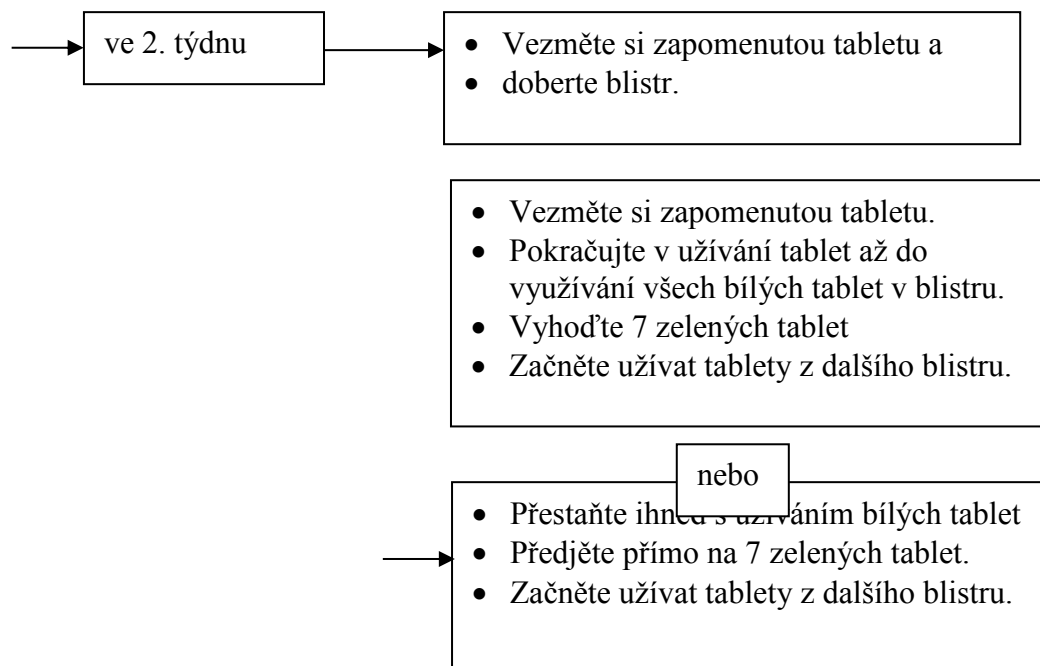 ve 2. týdnu
• Vezměte si zapomenutou tabletu a
• doberte blistr.
• Vezměte si zapomenutou tabletu.
• Pokračujte v užívání tablet až do
využívání všech bílých tablet v blistru.
• Vyhoďte 7 zelených tablet
• Začněte užívat tablety z dalšího blistru.
nebo
• Přestaňte ihned s užíváním bílých tablet
• Předjěte přímo na 7 zelených tablet.
• Začněte užívat tablety z dalšího blistru.